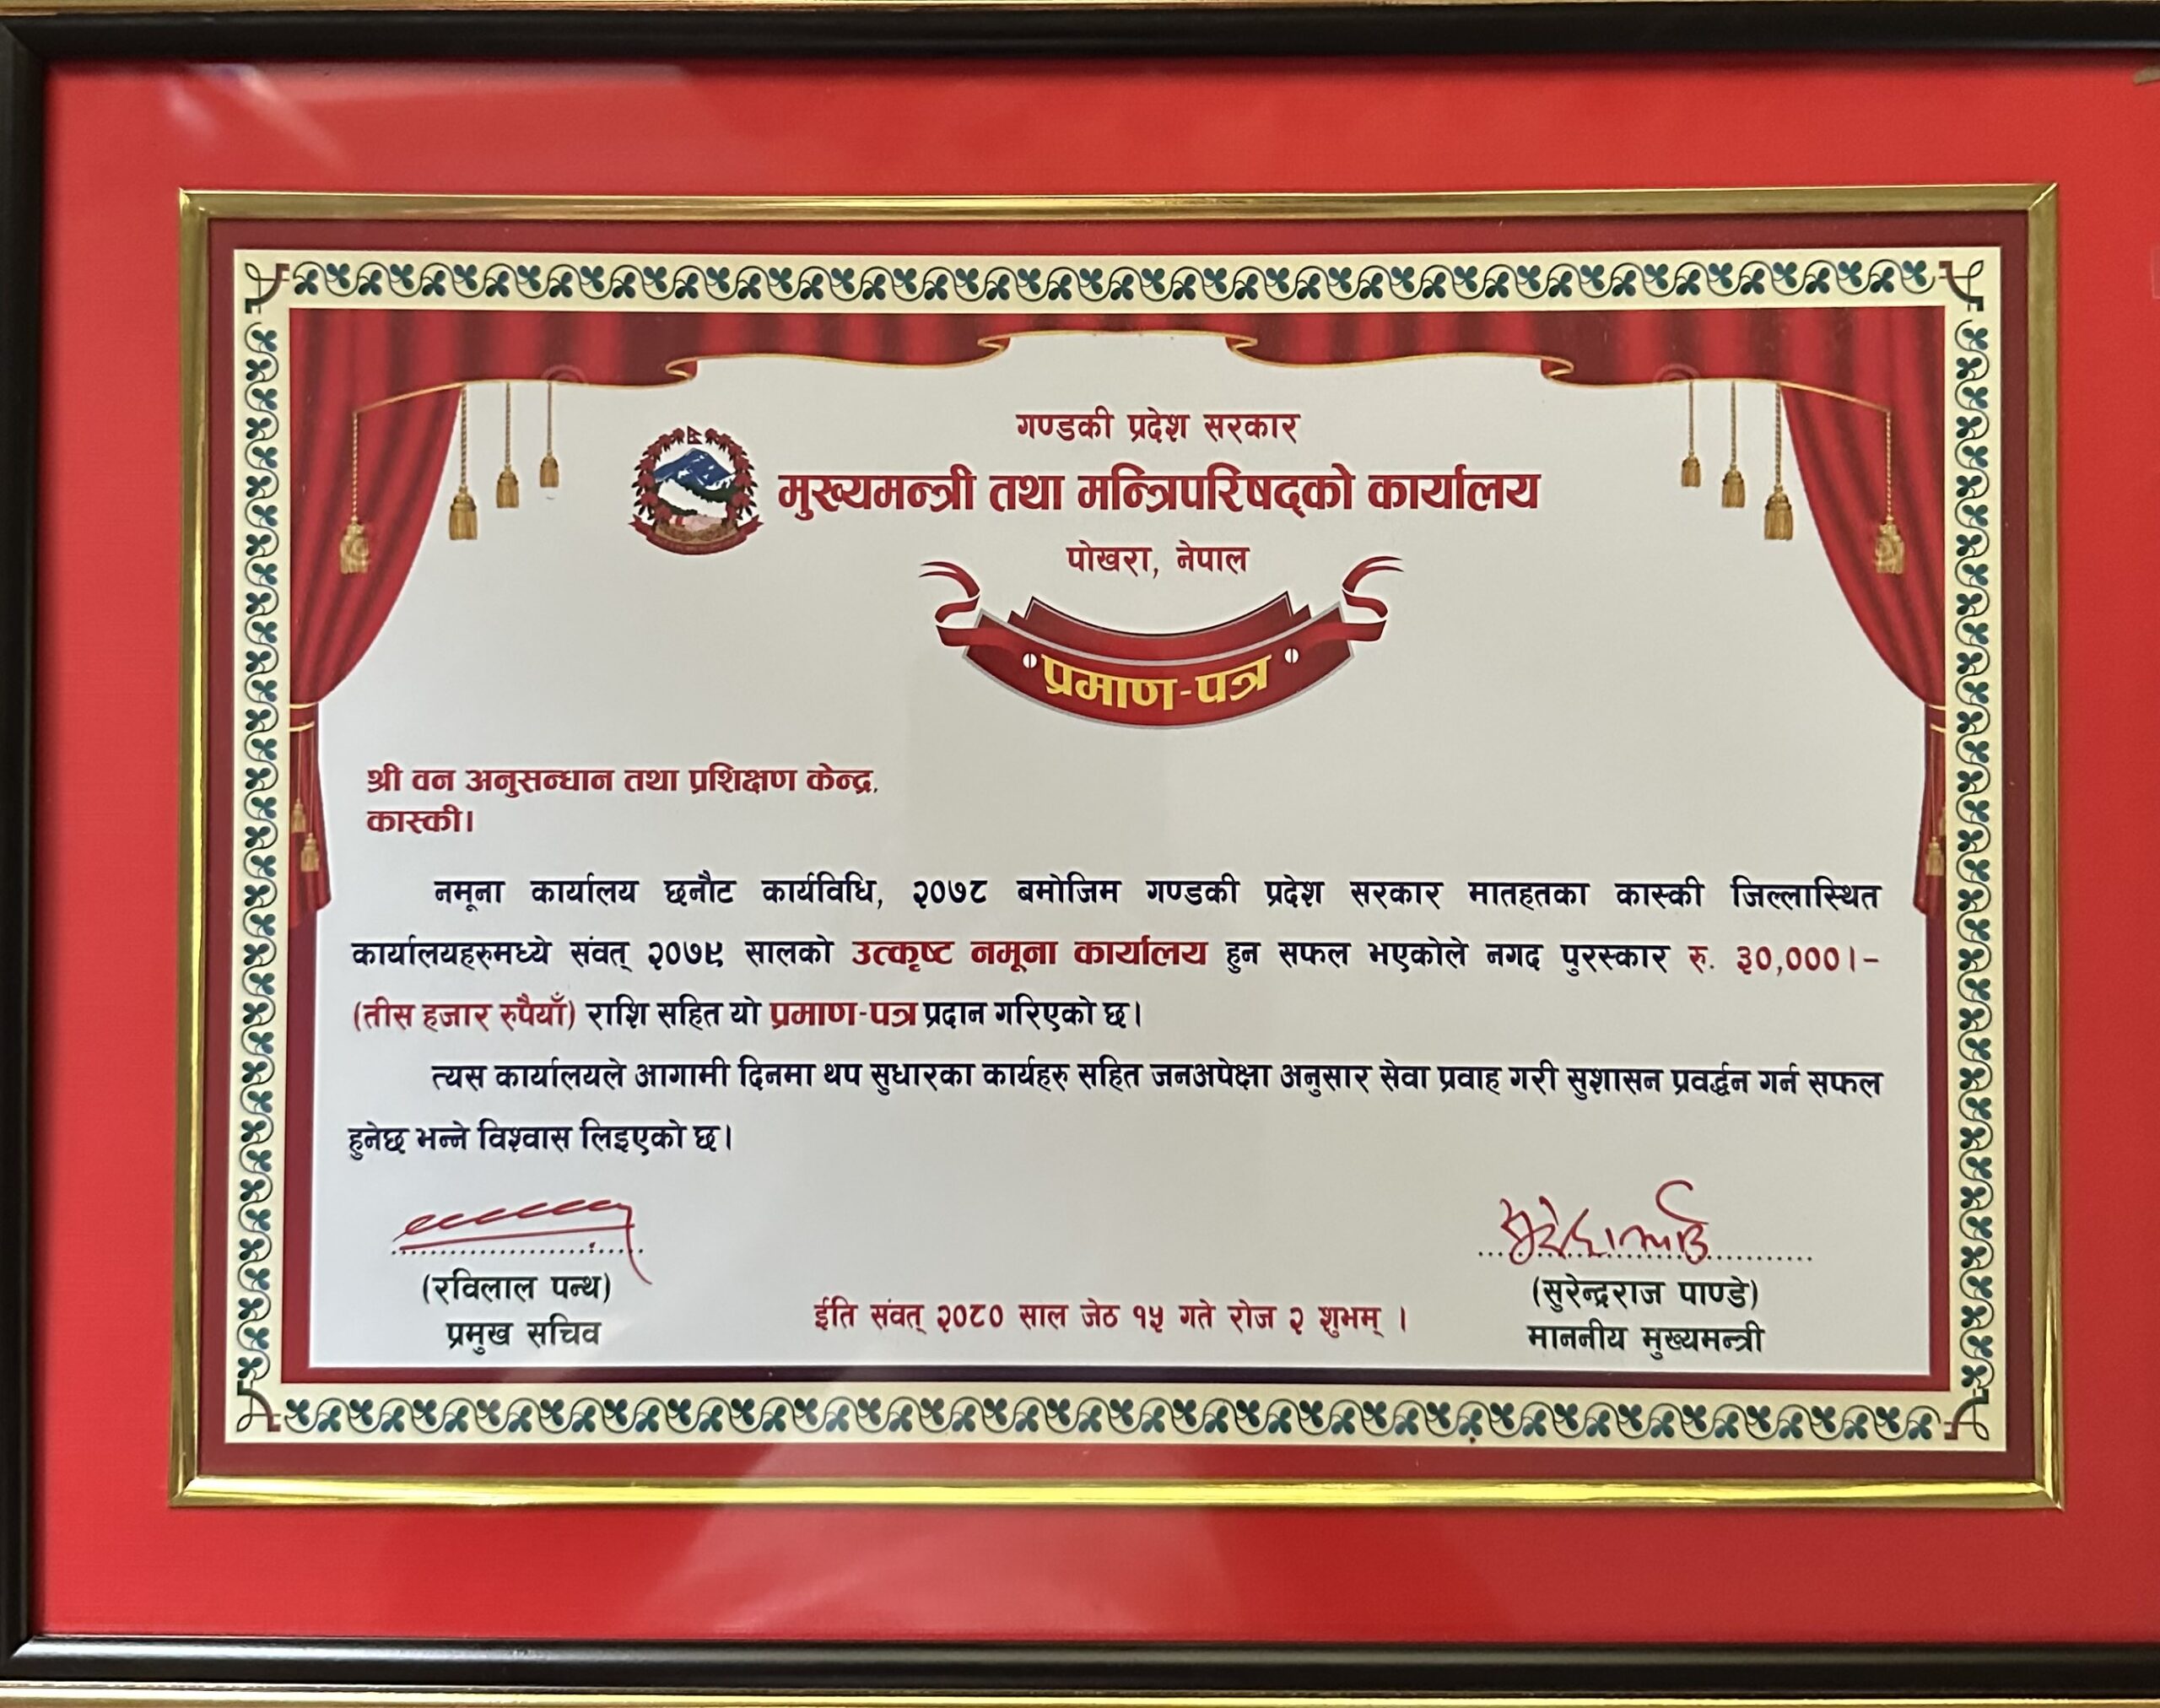 गण्डकी प्रदेश सरकार
मुख्यमन्त्री तथा मन्त्रिपरिषद्को कार्यालय
पोखरा, नेपाल
प्रमाण-पत्र
श्री वन अनुसन्धान तथा प्रशिक्षण केन्द्र,
कास्की।
नमूना कार्यालय छनौट कार्यविधि, २०७८ बमोजिम गण्डकी प्रदेश सरकार मातहतका कास्की जिल्लास्थित
कार्यालयहरुमध्ये संवत् २०७९ सालको उत्कृष्ट नमूना कार्यालय हुन सफल भएकोले नगद पुरस्कार रु. ३०,०००।-
(तीस हजार रुपैयाँ) राशि सहित यो प्रमाण-पत्र प्रदान गरिएको छ।
त्यस कार्यालयले आगामी दिनमा थप सुधारका कार्यहरु सहित जनअपेक्षा अनुसार सेवा प्रवाह गरी सुशासन प्रवर्द्धन गर्न सफल
हुनेछ भन्ने विश्वास लिइएको छ।
(रविलाल पन्थ)
प्रमुख सचिव
ईति संवत् २०८० साल जेठ १५ गते रोज २ शुभम् ।
(सुरेन्द्रराज पाण्डे)
माननीय मुख्यमन्त्री